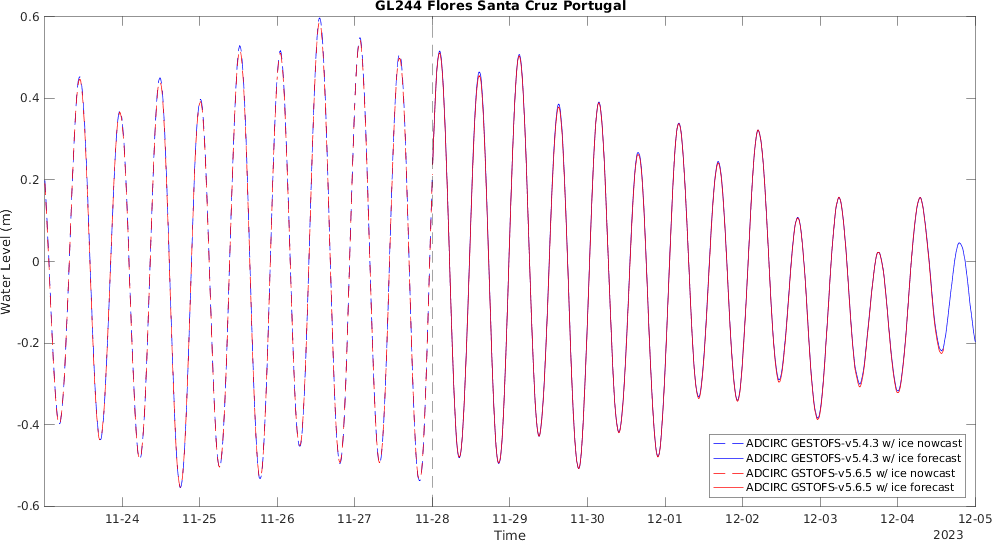 GL244 Flores Santa Cruz Portugal
0.6
0.4
0.2
0
-0.2
-0.4
-0.6
Water Level (m)
11-24
11-25
11-26
11-27
11-28
11-29
11-30
12-01
12-02
12-03
12-04
12-05
Time
2023
ADCIRC GESTOFS-v5.4.3 w/ ice nowcast
ADCIRC GESTOFS-v5.4.3 w/ ice forecast
ADCIRC GSTOFS-v5.6.5 w/ ice nowcast
ADCIRC GSTOFS-v5.6.5 w/ ice forecast